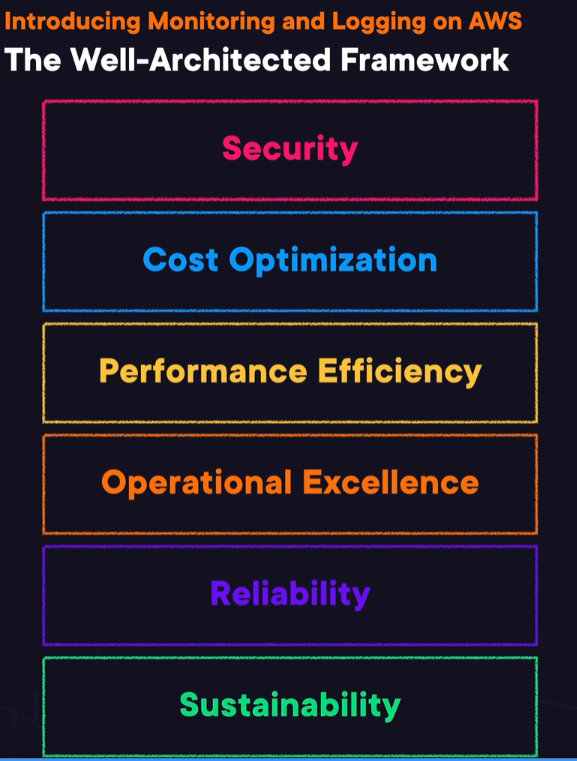 Introducing Monitoring and Logging on AWS
The Well-Architected Framework
Security
Cost Optimization
Performance Efficiency
Operational Excellence
Reliability
Sustainability